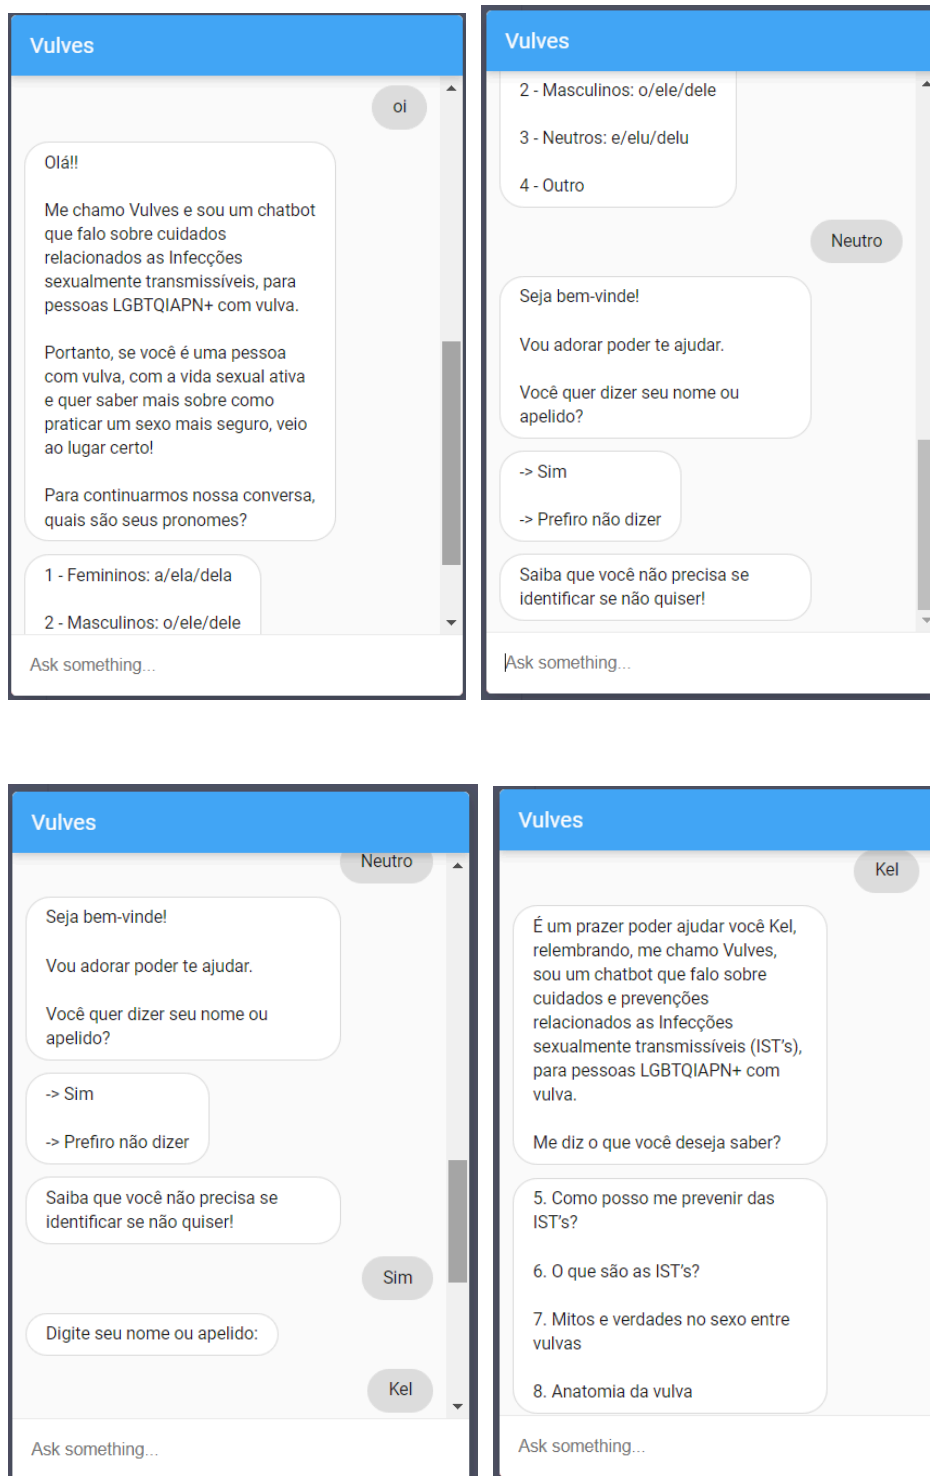 Vulves
oi
Olá!!
Me chamo Vulves e sou um chatbot
que falo sobre cuidados
relacionados as Infecções
sexualmente transmissíveis, para
pessoas LGBTQIAPN+ com vulva.
Portanto, se você é uma pessoa
com vulva, com a vida sexual ativa
e quer saber mais sobre como
praticar um sexo mais seguro, veio
ao lugar certo!
Para continuarmos nossa conversa,
quais são seus pronomes?
1 - Femininos: a/ela/dela
2 - Masculinos: o/ele/dele
Ask something...
Vulves
2 - Masculinos: o/ele/dele
3 - Neutros: e/elu/delu
4 - Outro
Neutro
Seja bem-vinde!
Vou adorar poder te ajudar.
Você quer dizer seu nome ou
apelido?
-> Sim
-> Prefiro não dizer
Saiba que você não precisa se
identificar se não quiser!
Ask something...
Vulves
Neutro
Seja bem-vinde!
Vou adorar poder te ajudar.
Você quer dizer seu nome ou
apelido?
-> Sim
-> Prefiro não dizer
Saiba que você não precisa se
identificar se não quiser!
Sim
Digite seu nome ou apelido:
Kel
Ask something...
Vulves
Kel
É um prazer poder ajudar você Kel,
relembrando, me chamo Vulves,
sou um chatbot que falo sobre
cuidados e prevenções
relacionados as Infecções
sexualmente transmissíveis (IST's),
para pessoas LGBTQIAPN+ com
vulva.
Me diz o que você deseja saber?
5. Como posso me prevenir das
IST's?
6. O que são as IST's?
7. Mitos e verdades no sexo entre
vulvas
8. Anatomia da vulva
Ask something...